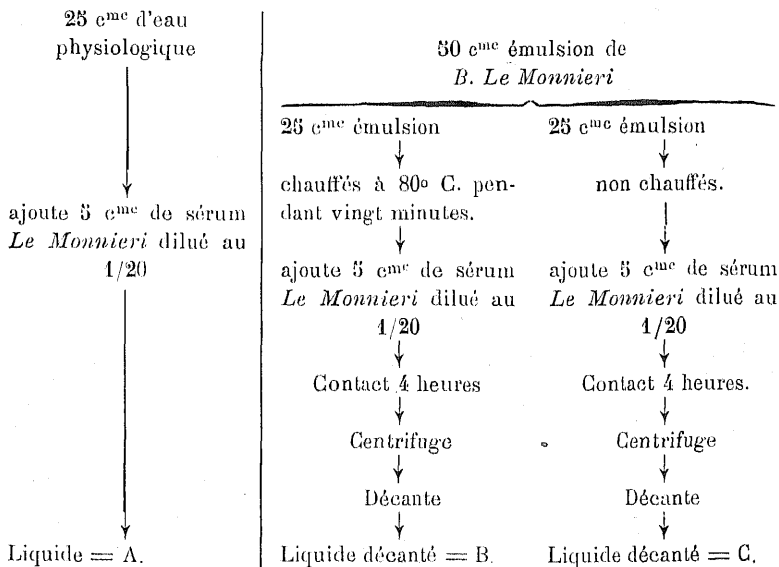 25 cmc d'eau
physiologique
ajoute 5 cmc de sérum
Le Monnieri dilué au
1/20
Liquide = A.
50 cmc émulsion de
B. Le Monnieri
25 cmc émulsion
chauffés à 80o C. pen-
dant vingt minutes.
ajoute 5 cmc de sérum
Le Monnieri dilué au
1/20
Contact 4 heures
Centrifuge
Décante
Liquide décanté = B.
25 cmc émulsion
non chauffés.
ajoute 5 cmc de sérum
Le Monnieri dilué au
1/20
Contact 4 heures.
Centrifuge
Décante
Liquide décanté = C.